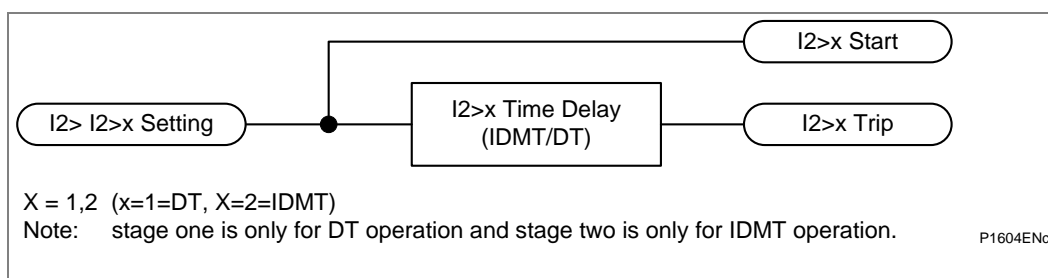 I2>x Start
I2> I2>x Setting
I2>x Time Delay
(IDMT/DT)
I2>x Trip
X = 1,2 (x=1=DT, X=2=IDMT)
Note: stage one is only for DT operation and stage two is only for IDMT operation.